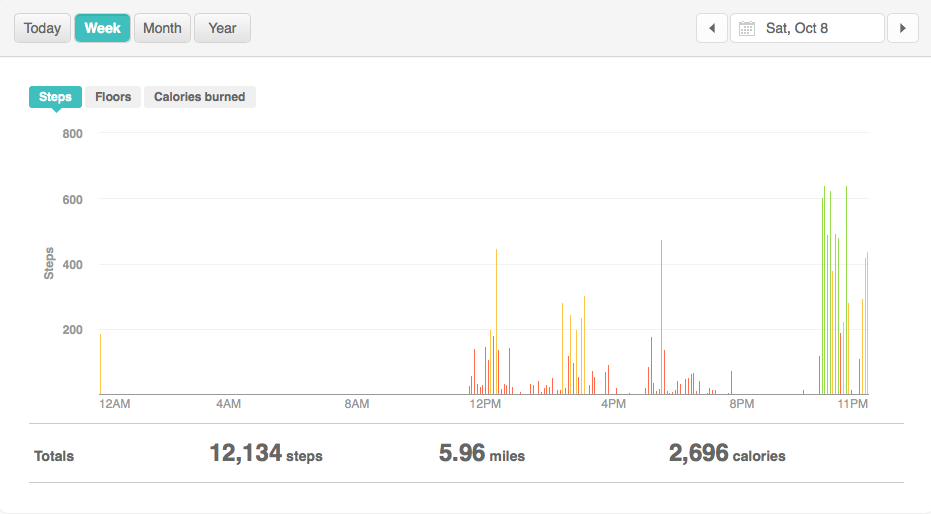 Today Week Month Year Sat, Oct 8
Steps Floors Calories burned
800
600
Steps
400
200
12AM 4AM 8AM 12PM 4PM 8PM 11PM
Totals 12,134 steps 5.96 miles 2,696 calories